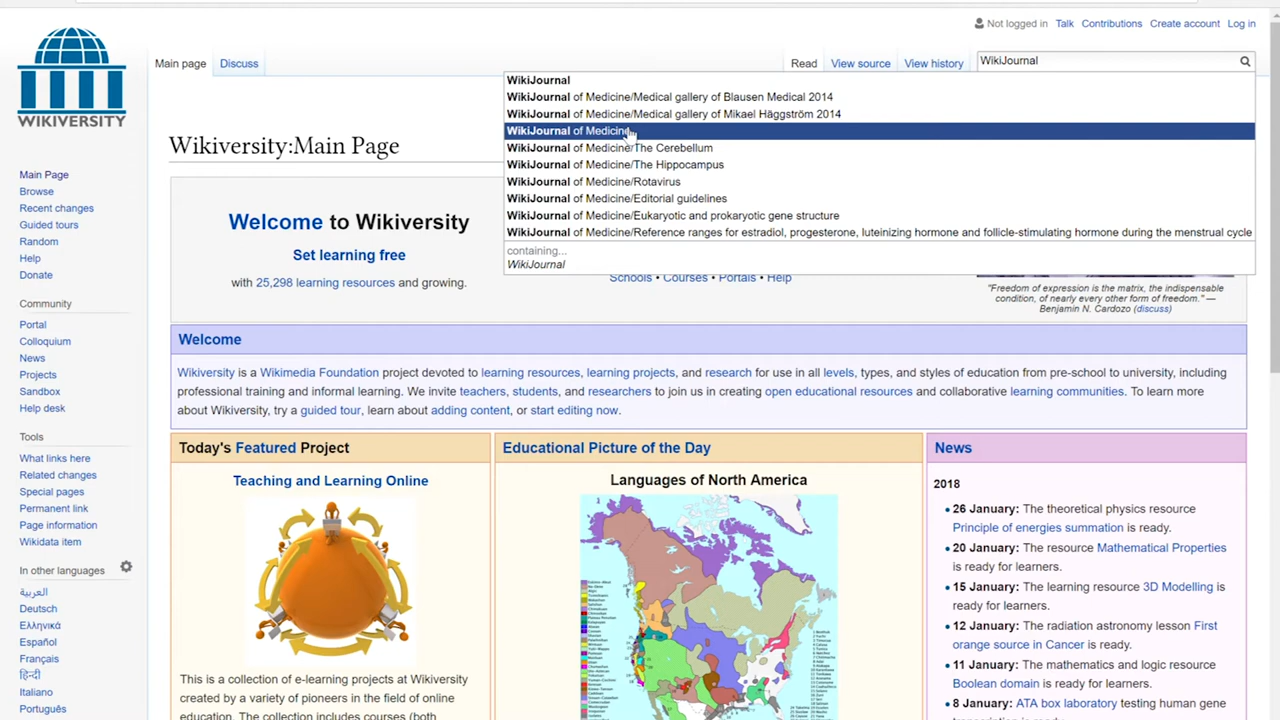 Not logged in Talk Contributions Create account Log in
WIKIVERSITY
Main page Discuss Read View source View history WikiJournal
WikiJournal
WikiJournal of Medicine/Medical gallery of Blausen Medical 2014
WikiJournal of Medicine/Medical gallery of Mikael Häggström 2014
WikiJournal of Medicine
WikiJournal of Medicine/The Cerebellum
WikiJournal of Medicine/The Hippocampus
WikiJournal of Medicine/Rotavirus
WikiJournal of Medicine/Editorial guidelines
WikiJournal of Medicine/Eukaryotic and prokaryotic gene structure
WikiJournal of Medicine/Reference ranges for estradiol, progesterone, luteinizing hormone and follicle-stimulating hormone during the menstrual cycle
containing...
WikiJournal
Wikiversity:Main Page
Main Page
Browse
Recent changes
Guided tours
Random
Help
Donate
Community
Portal
Colloquium
News
Projects
Sandbox
Help desk
Tools
What links here
Related changes
Special pages
Permanent link
Page information
Wikidata item
In other languages
العربية
Deutsch
Ελληνικά
Español
Français
हिन्दी
Italiano
Português
Welcome to Wikiversity
Set learning free
with 25,298 learning resources and growing.
Schools • Courses • Portals • Help
"Freedom of expression is the matrix, the indispensable
condition, of nearly every other form of freedom." —
Benjamin N. Cardozo (discuss)
Welcome
Wikiversity is a Wikimedia Foundation project devoted to learning resources, learning projects, and research for use in all levels, types, and styles of education from pre-school to university, including
professional training and informal learning. We invite teachers, students, and researchers to join us in creating open educational resources and collaborative learning communities. To learn more
about Wikiversity, try a guided tour, learn about adding content, or start editing now.
Today's Featured Project
Teaching and Learning Online
This is a collection of e-learning projects at Wikiversity
created by a variety of pioneers in the field of online
education. The collection includes courses (both
Educational Picture of the Day
Languages of North America
News
2018
• 26 January: The theoretical physics resource
Principle of energies summation is ready.
• 20 January: The resource Mathematical Properties
is ready for learners.
• 15 January: The learning resource 3D Modelling is
ready for learners.
• 12 January: The radiation astronomy lesson First
orange source in Cancer is ready.
• 11 January: The mathematics and logic resource
Boolean domain is ready for learners.
• 8 January: ATA box laboratory testing human gene